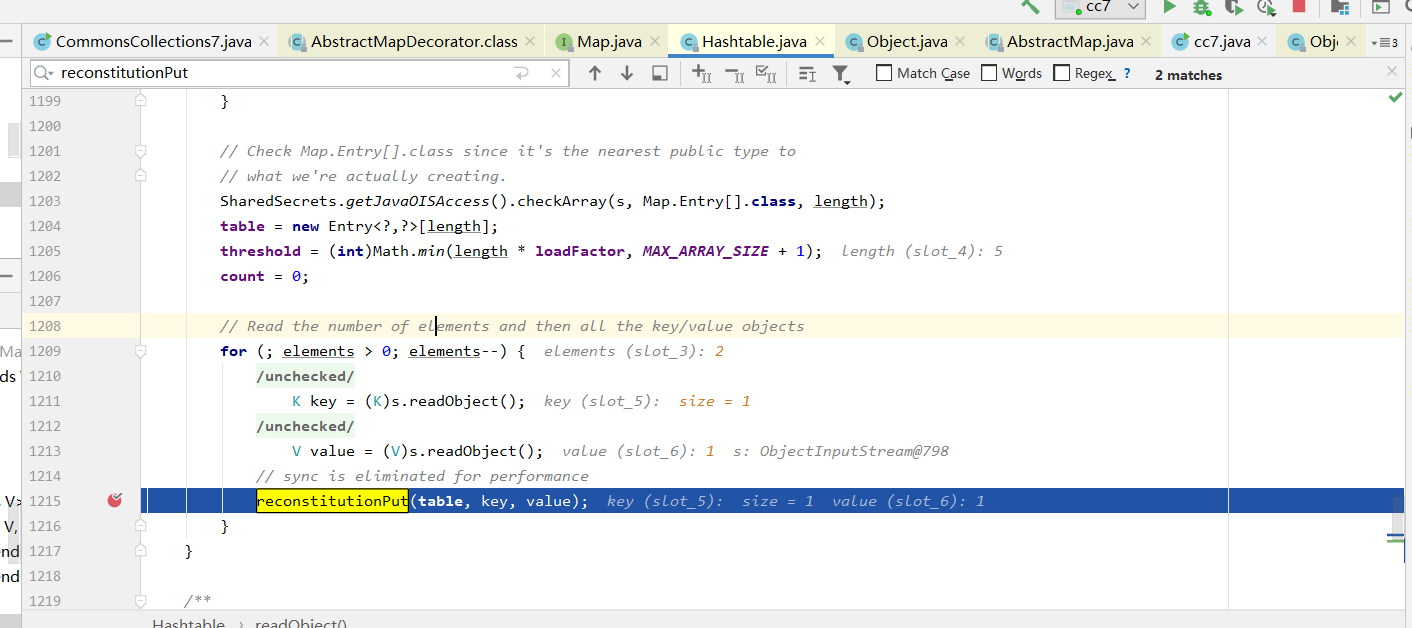 cc7
CommonsCollections7.java AbstractMapDecorator.class Map.java Hashtable.java Object.java AbstractMap.java cc7.java Obj 3
reconstitutionPut Match Case Words Regex ? 2 matches
1199 }
1200
1201 // Check Map.Entry[].class since it's the nearest public type to
1202 // what we're actually creating.
1203 SharedSecrets.getJavaOISAccess().checkArray(s, Map.Entry[].class, length);
1204 table = new Entry<?,?>[length];
1205 threshold = (int)Math.min(length * loadFactor, MAX_ARRAY_SIZE + 1); length (slot_4): 5
1206 count = 0;
1207
1208 // Read the number of elements and then all the key/value objects
Ma 1209 for (; elements > 0; elements--) { elements (slot_3): 2
ds 1210 /unchecked/
1211 K key = (K)s.readObject(); key (slot_5): size = 1
1212 /unchecked/
1213 V value = (V)s.readObject(); value (slot_6): 1 s: ObjectInputStream@798
1214 // sync is eliminated for performance
V> 1215 reconstitutionPut(table, key, value); key (slot_5): size = 1 value (slot_6): 1
V, 1216 }
end 1217 }
end 1218
1219 /**
Hashtable › readObject()